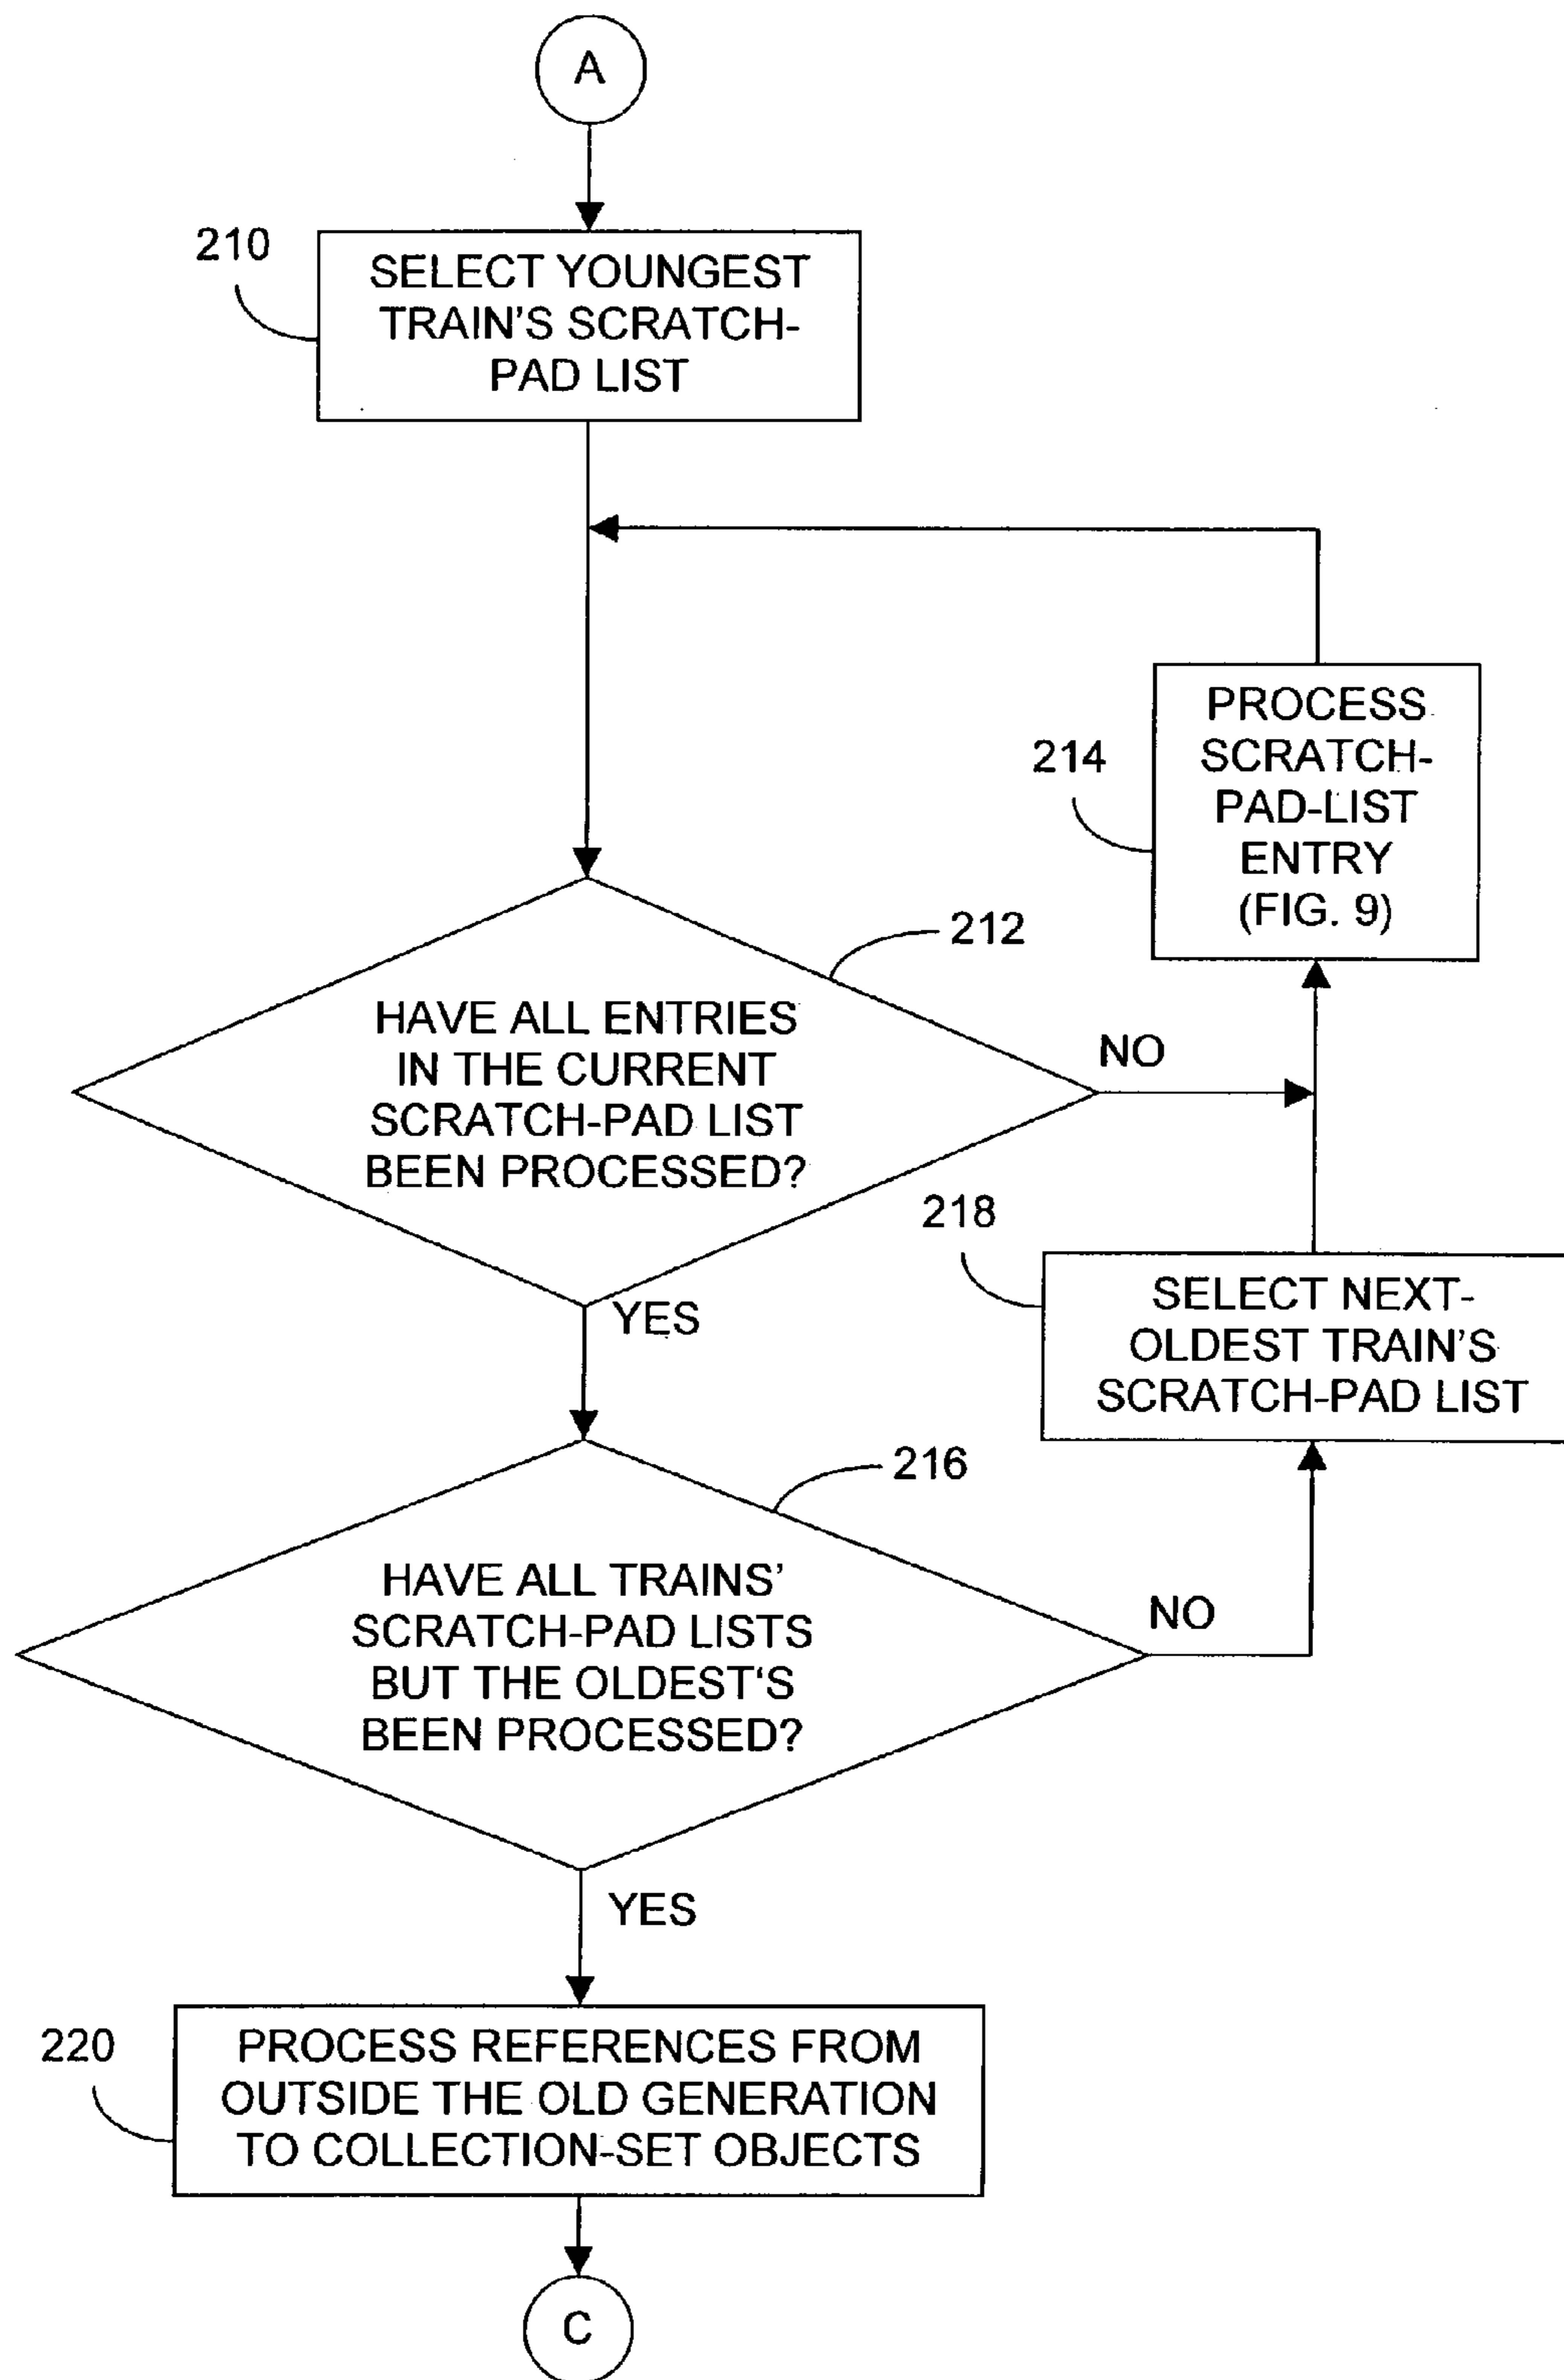 A
210
SELECT YOUNGEST
TRAIN'S SCRATCH-
PAD LIST
PROCESS
SCRATCH-
PAD-LIST
ENTRY
(FIG. 9)
214
212
HAVE ALL ENTRIES
IN THE CURRENT
SCRATCH-PAD LIST
BEEN PROCESSED?
NO
YES
218
SELECT NEXT-
OLDEST TRAIN'S
SCRATCH-PAD LIST
216
HAVE ALL TRAINS'
SCRATCH-PAD LISTS
BUT THE OLDEST'S
BEEN PROCESSED?
NO
YES
220
PROCESS REFERENCES FROM
OUTSIDE THE OLD GENERATION
TO COLLECTION-SET OBJECTS
C